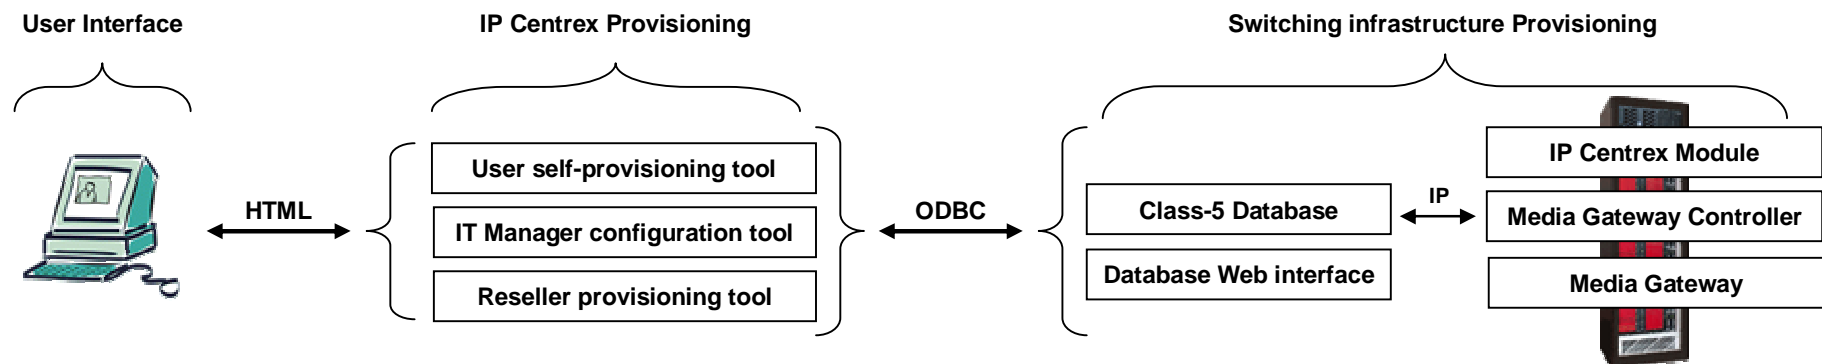 User Interface
IP Centrex Provisioning
Switching infrastructure Provisioning
HTML
User self-provisioning tool
IT Manager configuration tool
Reseller provisioning tool
ODBC
Class-5 Database
Database Web interface
IP
IP Centrex Module
Media Gateway Controller
Media Gateway